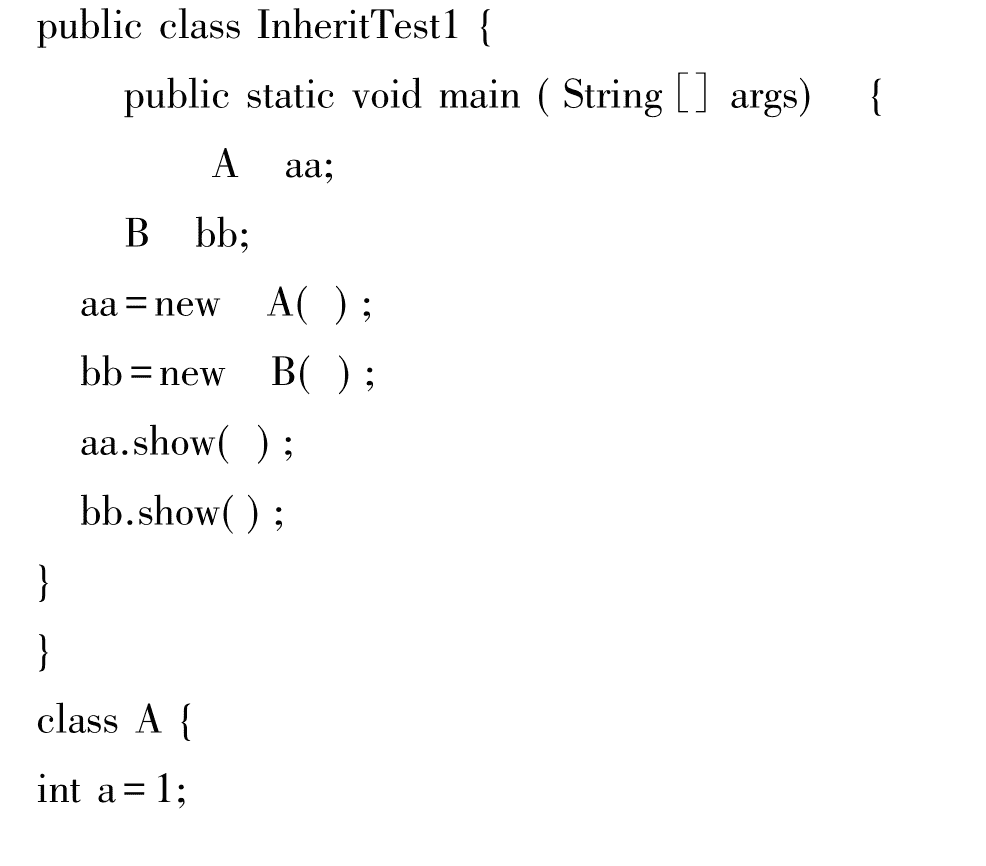 public class InheritTest1 {
public static void main ( String [] args) {
A aa;
B bb;
aa=new A( ) ;
bb=new B( ) ;
aa.show( ) ;
bb.show( ) ;
}
}
class A {
int a=1;